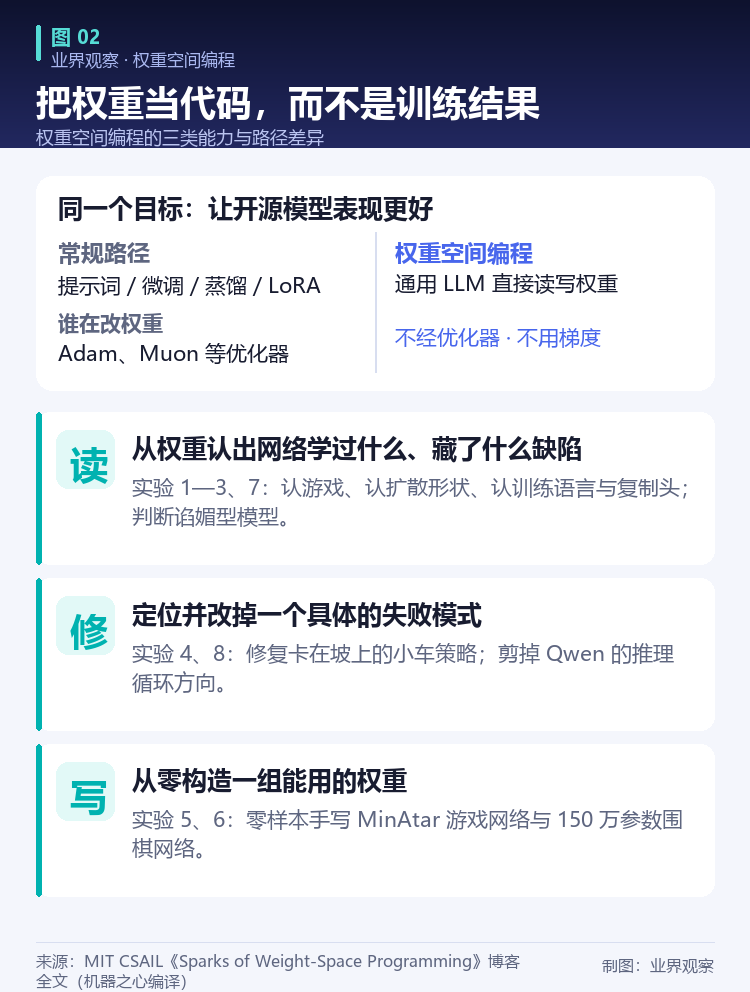 图 02
业界观察 · 权重空间编程
把权重当代码，而不是训练结果
权重空间编程的三类能力与路径差异
同一个目标：让开源模型表现更好
常规路径
提示词 / 微调 / 蒸馏 / LoRA
谁在改权重
Adam、Muon 等优化器
权重空间编程
通用 LLM 直接读写权重
不经优化器 · 不用梯度
读
从权重认出网络学过什么、藏了什么缺陷
实验 1—3、7：认游戏、认扩散形状、认训练语言与复制头；
判断谄媚型模型。
修
定位并改掉一个具体的失败模式
实验 4、8：修复卡在坡上的小车策略；剪掉 Qwen 的推理
循环方向。
写
从零构造一组能用的权重
实验 5、6：零样本手写 MinAtar 游戏网络与 150 万参数围
棋网络。
来源：MIT CSAIL《Sparks of Weight-Space Programming》博客
全文（机器之心编译）
制图：业界观察